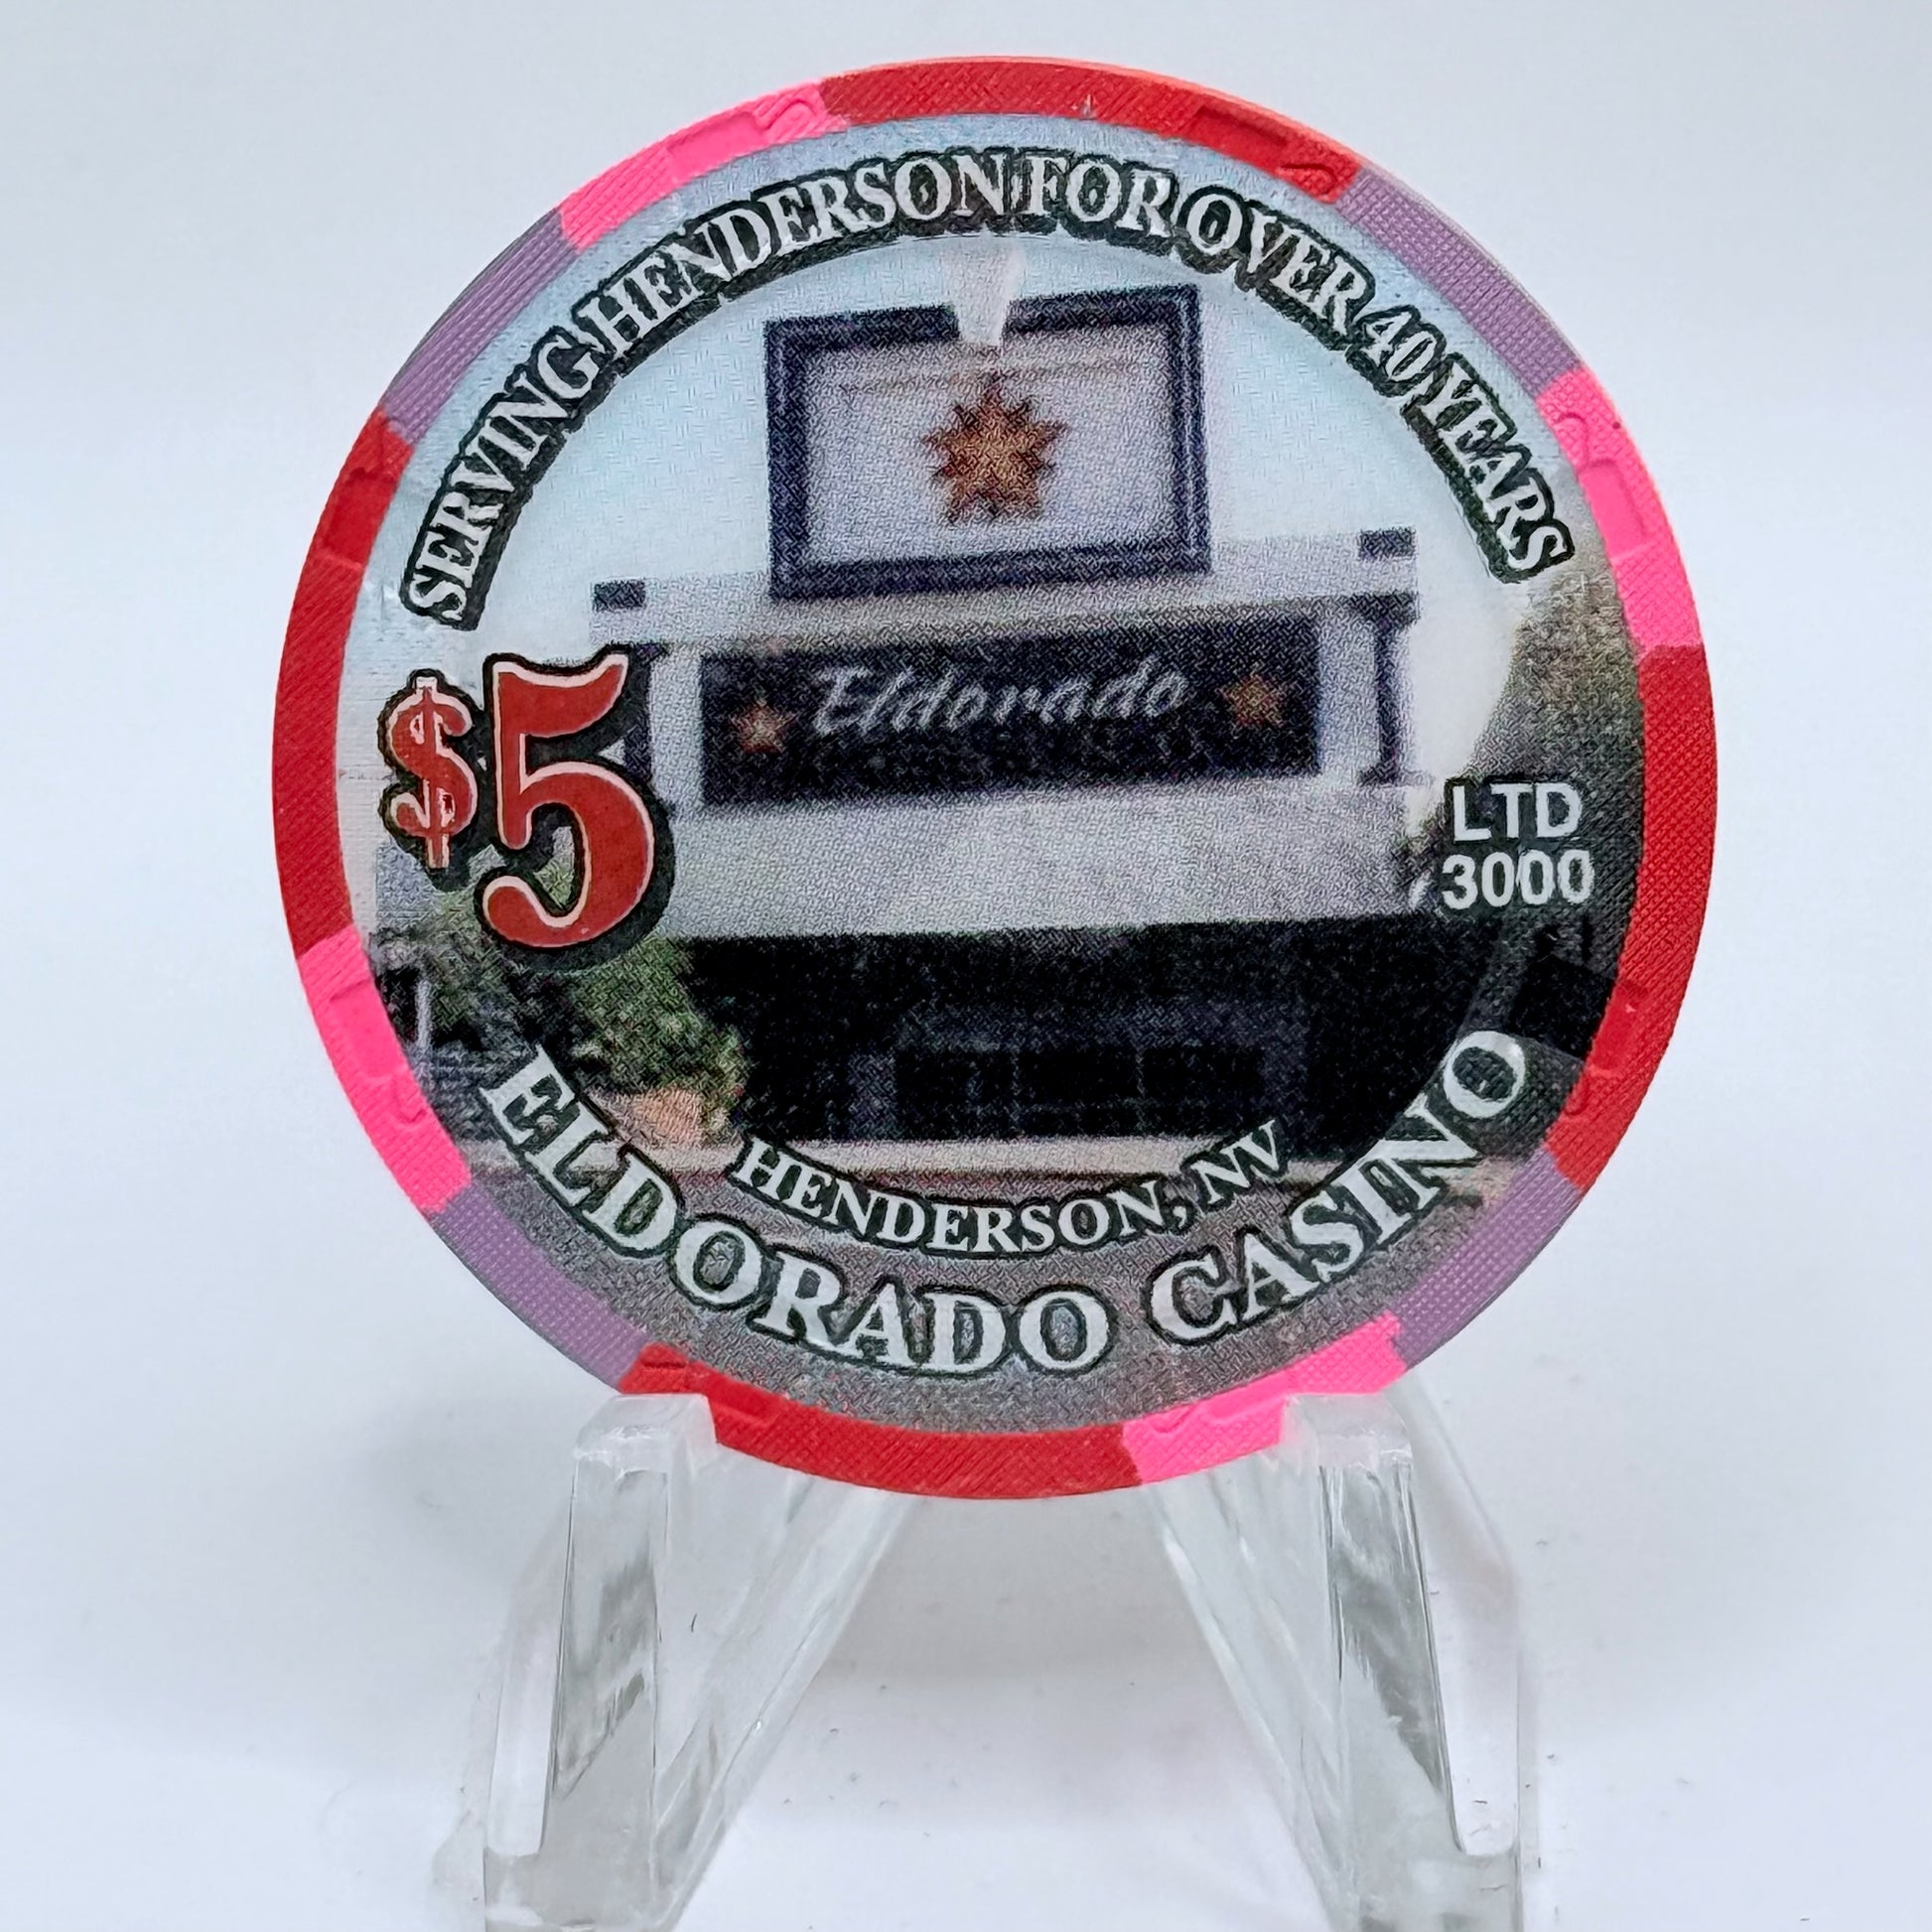 SERVING HENDERSON FOR OVER 40 YEARS
Eldorado
$5
LTD
3000
HENDERSON, NV
ELDORADO CASINO